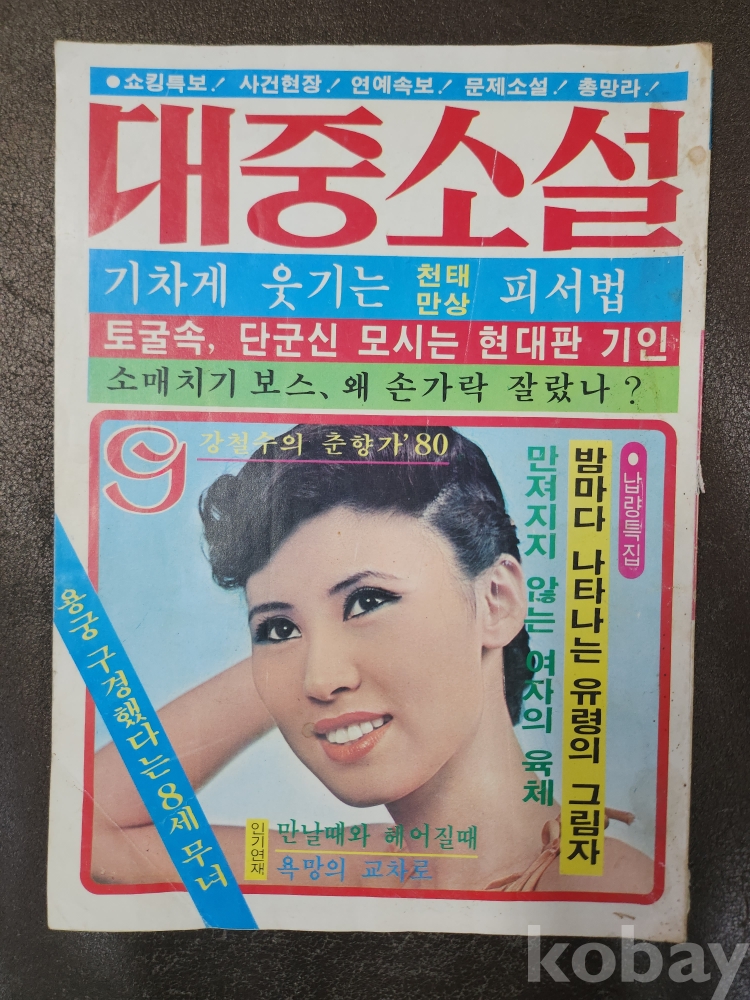 ●쇼킹특보! 사건현장! 연예속보! 문제소설! 총망라!
대중소설
기차게 웃기는 천태만상 피서법
토굴속, 단군신 모시는 현대판 기인
소매치기 보스, 왜 손가락 잘랐나?
9
강철수의 춘향가 '80
●납량특집
밤마다 나타나는 유령의 그림자
만져지지 않는 여자의 육체
용궁 구경했다는 8세 무녀
인기연재
만날때와 헤어질때
욕망의 교차로
kobay